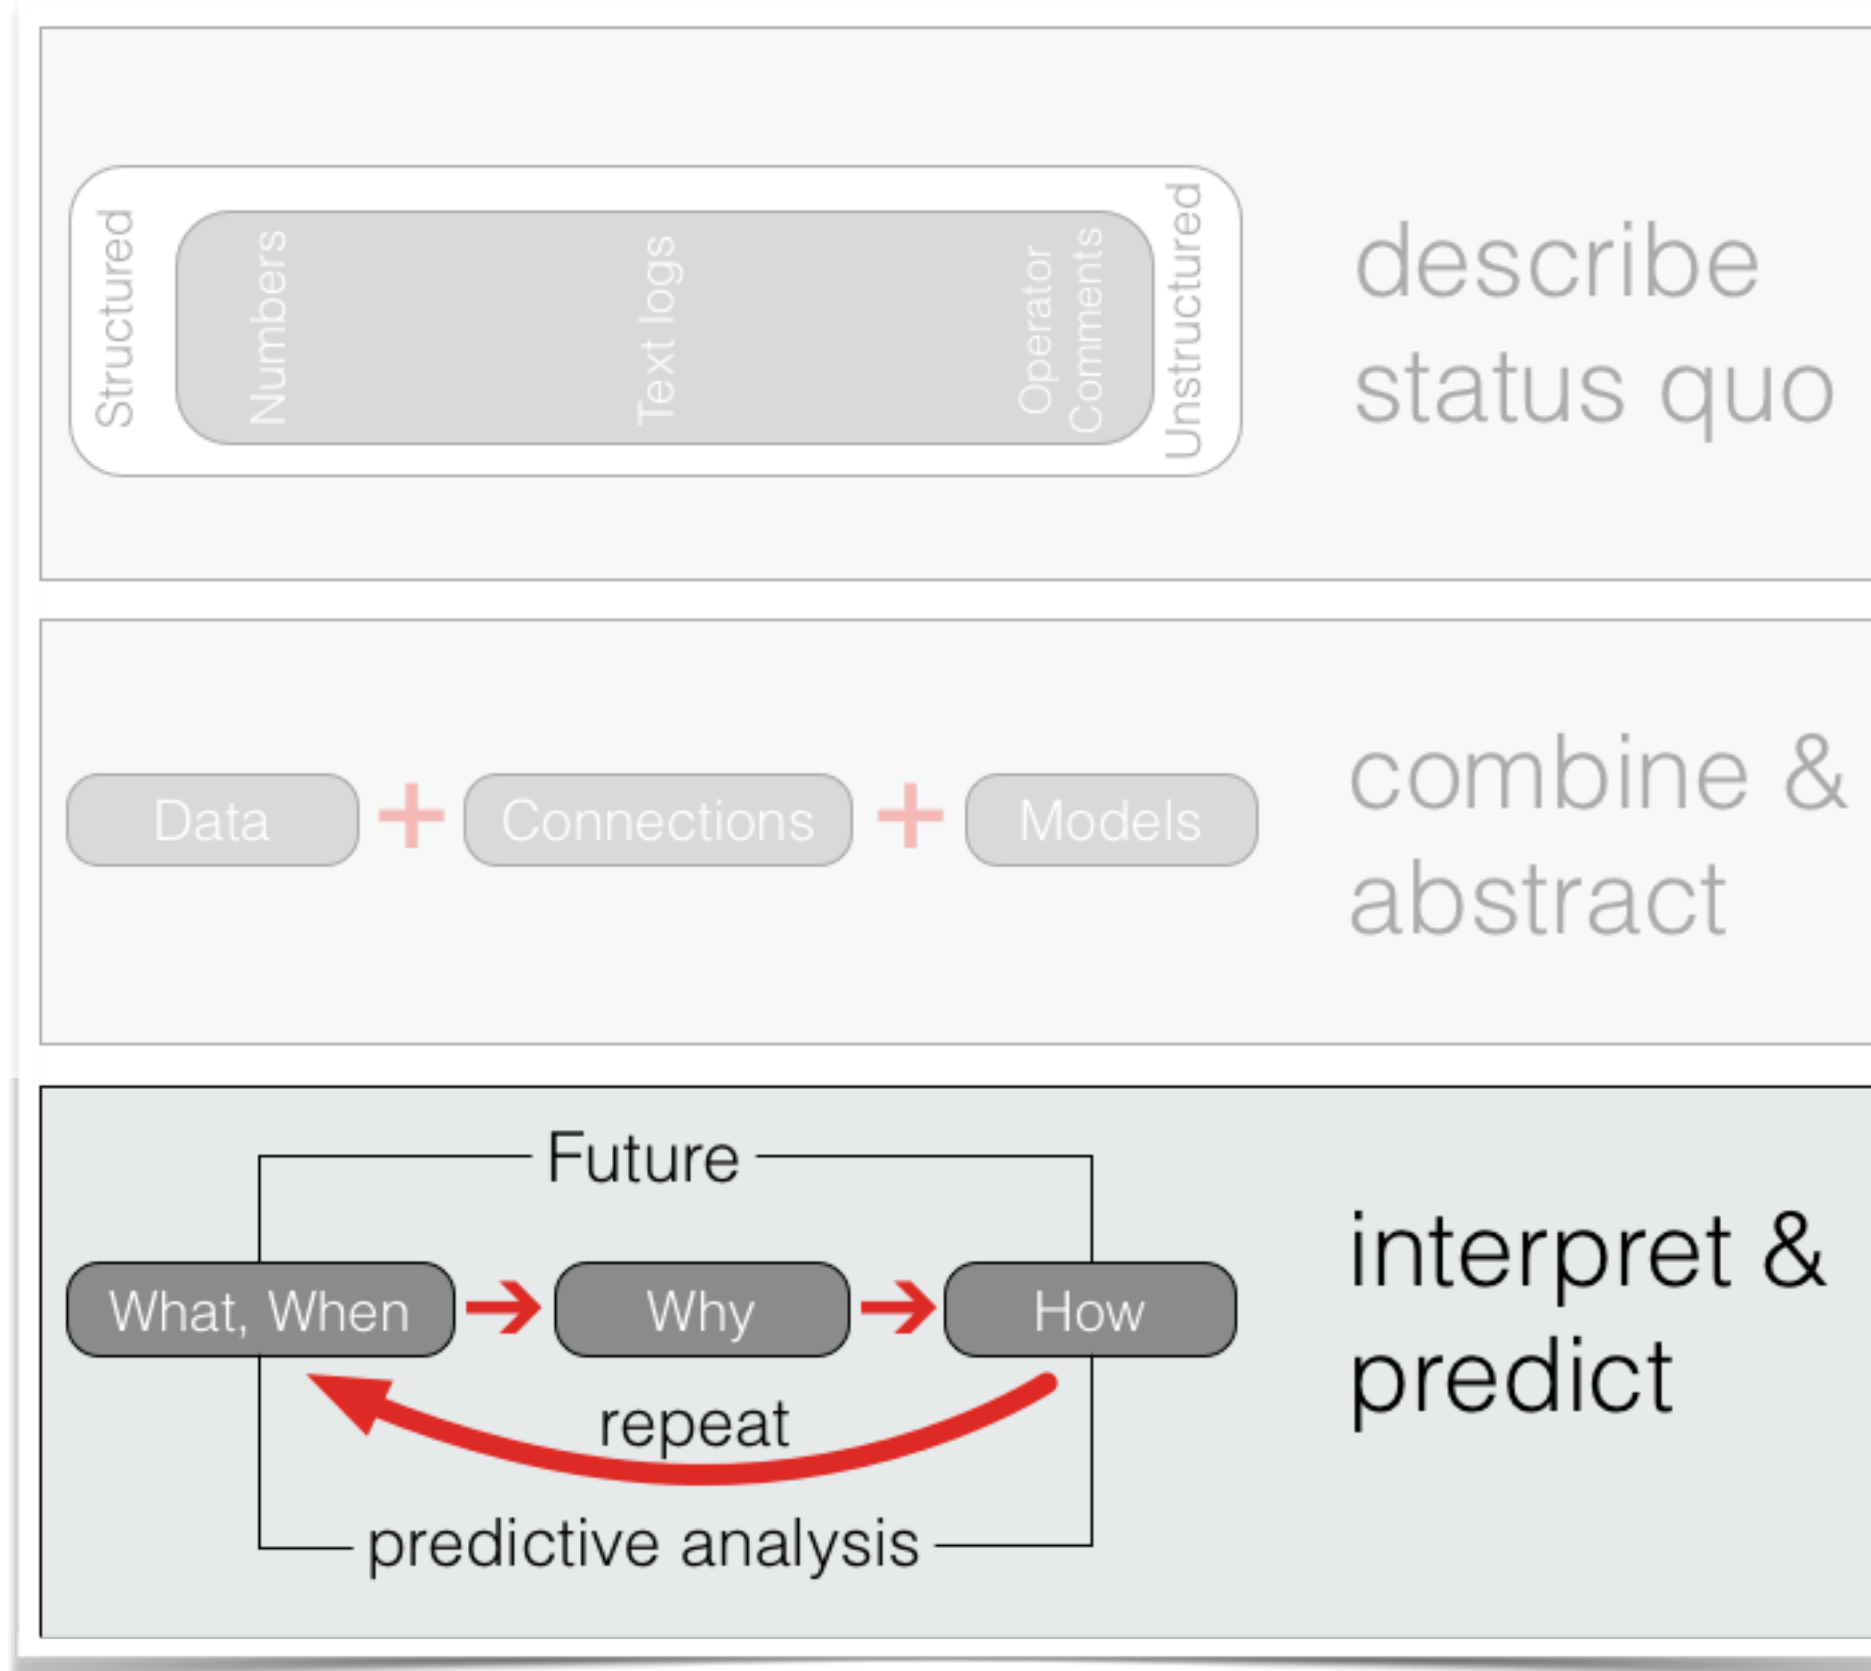 Structured
Numbers
Text logs
Operator
Comments
Unstructured
describe
status quo
Data + Connections + Models
combine &
abstract
Future
What, When → Why → How
repeat
predictive analysis
interpret &
predict